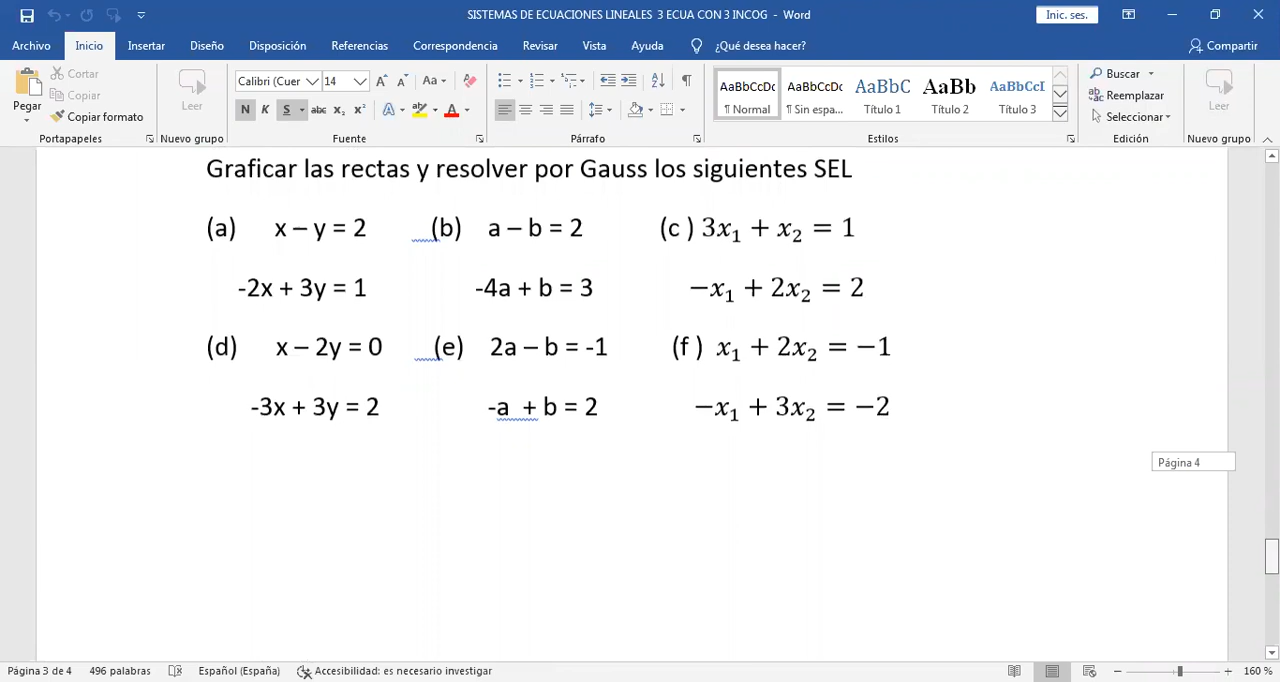 SISTEMAS DE ECUACIONES LINEALES 3 ECUA CON 3 INCOG - Word
Inic. ses.
Archivo Inicio Insertar Diseño Disposición Referencias Correspondencia Revisar Vista Ayuda ¿Qué desea hacer? Compartir
Pegar
Cortar
Copiar
Copiar formato
Portapapeles
Leer
Nuevo grupo
Calibri (Cuer 14 A A Aa
N K S abc x₂ x² A A
Fuente
Párrafo
AaBbCcDc AaBbCcDc AaBbC AaBb AaBbCcI
¶ Normal ¶ Sin espa... Título 1 Título 2 Título 3
Estilos
Buscar
Reemplazar
Seleccionar
Edición
Leer
Nuevo grupo
Graficar las rectas y resolver por Gauss los siguientes SEL
(a) x – y = 2 (b) a – b = 2 (c ) 3x₁ + x₂ = 1
-2x + 3y = 1 -4a + b = 3 −x₁ + 2x₂ = 2
(d) x – 2y = 0 (e) 2a – b = -1 (f ) x₁ + 2x₂ = −1
-3x + 3y = 2 -a + b = 2 −x₁ + 3x₂ = −2
Página 4
Página 3 de 4 496 palabras Español (España) Accesibilidad: es necesario investigar 160 %